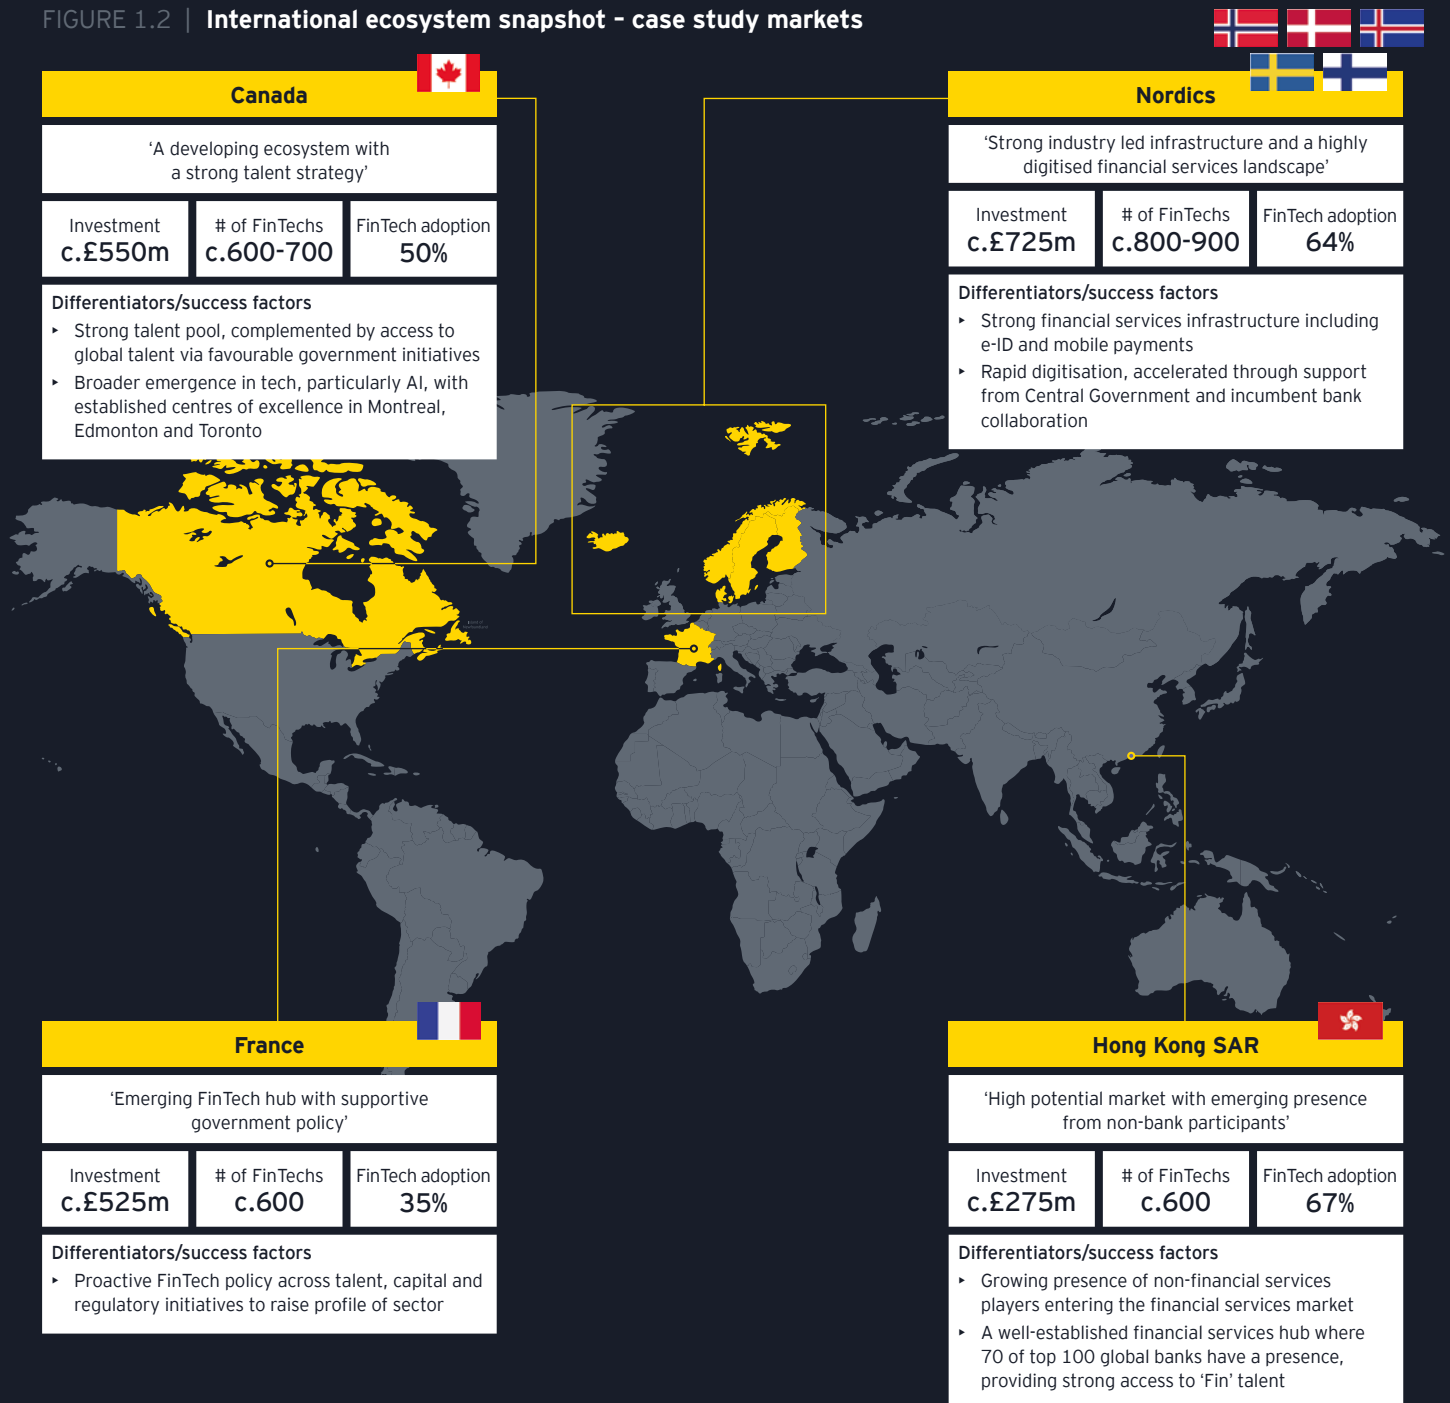 FIGURE 1.2 | International ecosystem snapshot – case study markets
Canada
‘A developing ecosystem with
a strong talent strategy’
Investment
c.£550m
# of FinTechs
c.600-700
FinTech adoption
50%
Differentiators/success factors
‣ Strong talent pool, complemented by access to
global talent via favourable government initiatives
‣ Broader emergence in tech, particularly AI, with
established centres of excellence in Montreal,
Edmonton and Toronto
Nordics
‘Strong industry led infrastructure and a highly
digitised financial services landscape’
Investment
c.£725m
# of FinTechs
c.800-900
FinTech adoption
64%
Differentiators/success factors
‣ Strong financial services infrastructure including
e-ID and mobile payments
‣ Rapid digitisation, accelerated through support
from Central Government and incumbent bank
collaboration
France
‘Emerging FinTech hub with supportive
government policy’
Investment
c.£525m
# of FinTechs
c.600
FinTech adoption
35%
Differentiators/success factors
‣ Proactive FinTech policy across talent, capital and
regulatory initiatives to raise profile of sector
Hong Kong SAR
‘High potential market with emerging presence
from non-bank participants’
Investment
c.£275m
# of FinTechs
c.600
FinTech adoption
67%
Differentiators/success factors
‣ Growing presence of non-financial services
players entering the financial services market
‣ A well-established financial services hub where
70 of top 100 global banks have a presence,
providing strong access to ‘Fin’ talent